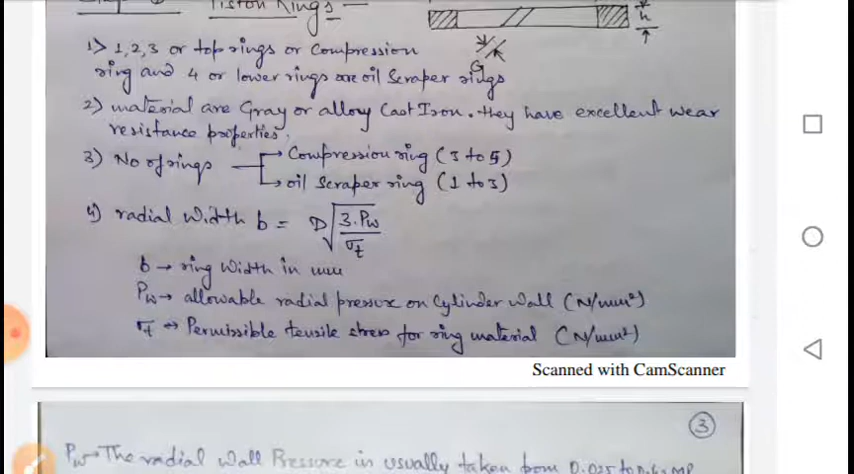 Piston Rings -
h
1) 1,2,3 or top rings or Compression
ring and 4 or lower rings are oil Scraper rings
G
2) material are Gray or alloy Cast Iron. they have excellent wear
resistance properties.
3) No of rings → Compression ring (3 to 5)
→ oil Scraper ring (1 to 3)
4) radial Width b = D√(3.Pw/σt)
b → ring Width in mm
Pw → allowable radial pressure on Cylinder Wall (N/mm²)
σt → Permissible tensile stress for ring material (N/mm²)
Scanned with CamScanner
3
Pw → The radial Wall Pressure is usually taken from 0.025 to